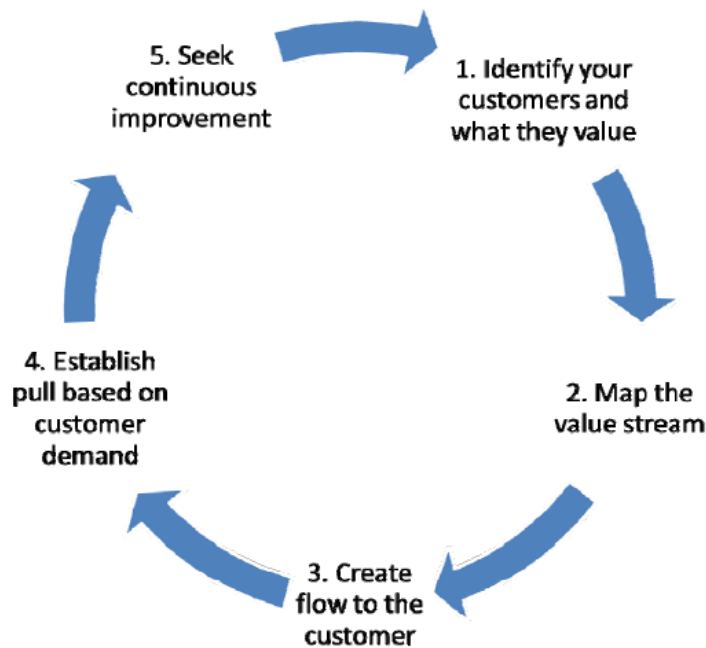 5. Seek
continuous
improvement
1. Identify your
customers and
what they value
2. Map the
value stream
3. Create
flow to the
customer
4. Establish
pull based on
customer
demand